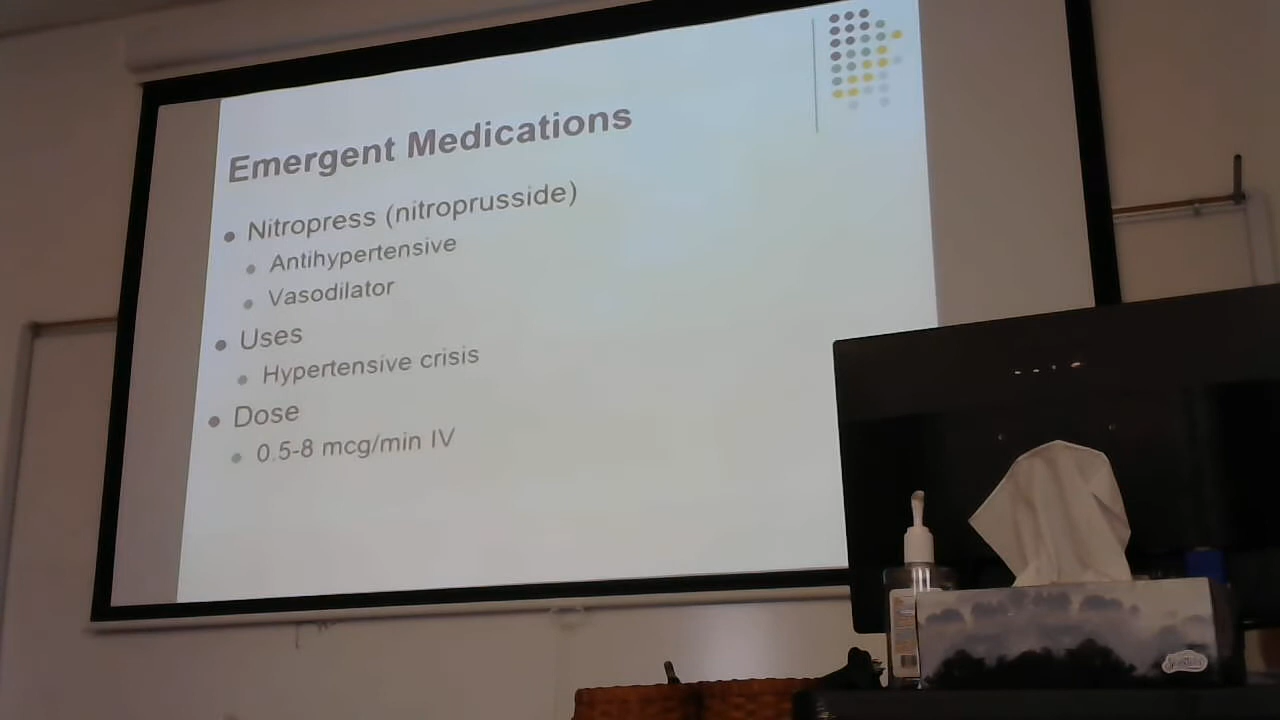 Emergent Medications
Nitropress (nitroprusside)
Antihypertensive
Vasodilator
Uses
Hypertensive crisis
Dose
0.5-8 mcg/min IV